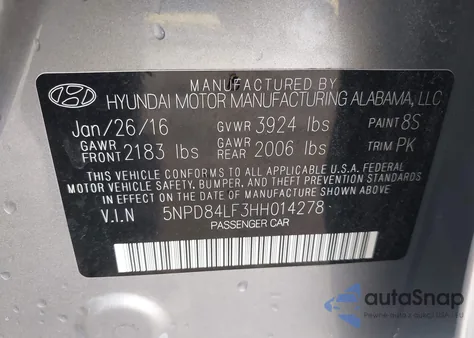 MANUFACTURED BY
HYUNDAI MOTOR MANUFACTURING ALABAMA, LLC
Jan/26/16 GVWR 3924 lbs PAINT 8S
GAWR FRONT 2183 lbs GAWR REAR 2006 lbs TRIM PK
THIS VEHICLE CONFORMS TO ALL APPLICABLE U.S.A. FEDERAL
MOTOR VEHICLE SAFETY, BUMPER, AND THEFT PREVENTION
STANDARDS IN EFFECT ON THE DATE OF MANUFACTURE SHOWN ABOVE.
V.I.N 5NPD84LF3HH014278
PASSENGER CAR
autoSnap